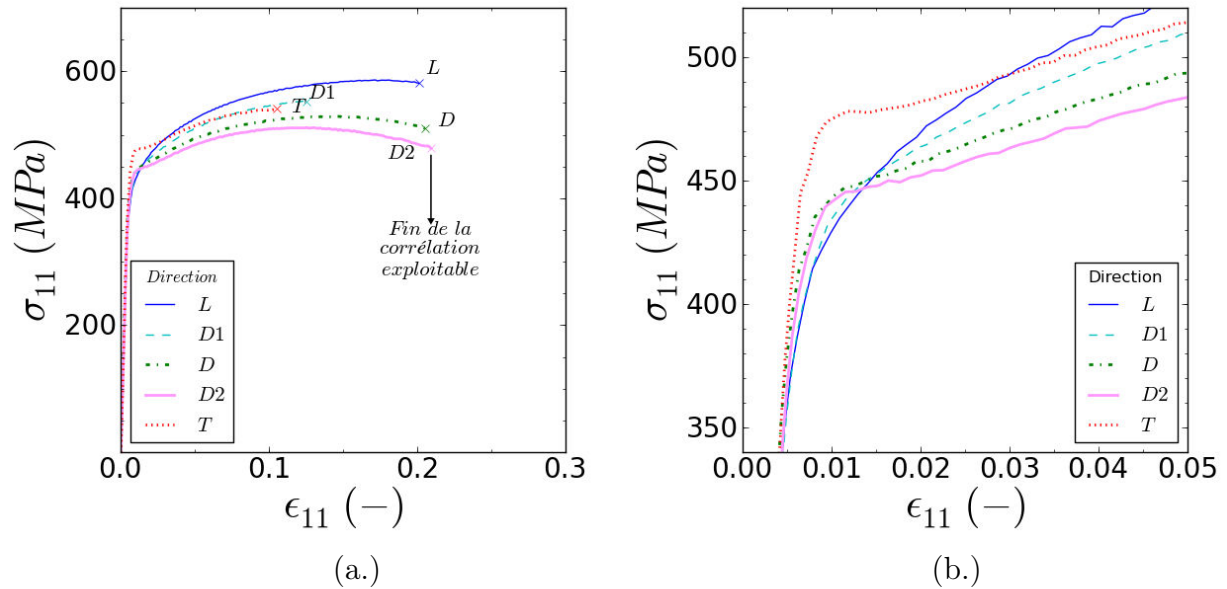 600
400
200
0.0
0.1
0.2
0.3
σ₁₁ (MPa)
ϵ₁₁ (−)
L
D1
T
D
D2
Fin de la
corrélation
exploitable
Direction
L
D1
D
D2
T
(a.)
500
450
400
350
0.00
0.01
0.02
0.03
0.04
0.05
σ₁₁ (MPa)
ϵ₁₁ (−)
Direction
L
D1
D
D2
T
(b.)